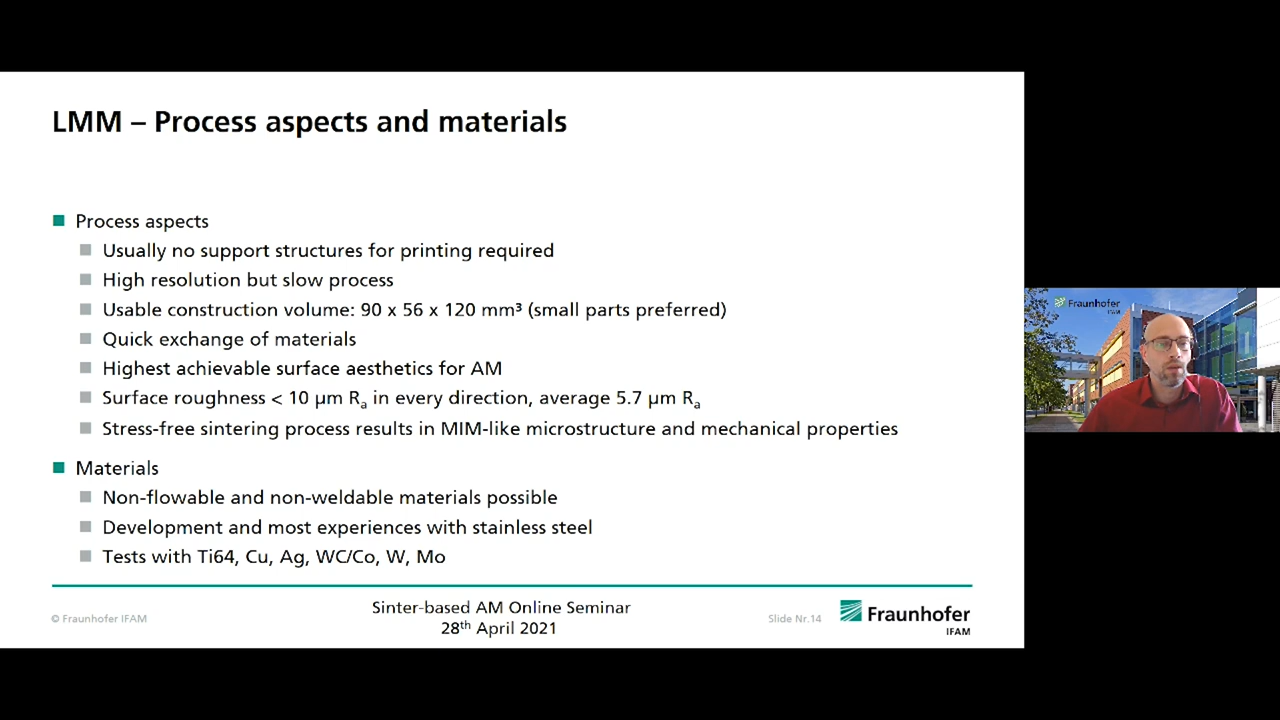 LMM – Process aspects and materials
Process aspects
Usually no support structures for printing required
High resolution but slow process
Usable construction volume: 90 x 56 x 120 mm³ (small parts preferred)
Quick exchange of materials
Highest achievable surface aesthetics for AM
Surface roughness < 10 µm Ra in every direction, average 5.7 µm Ra
Stress-free sintering process results in MIM-like microstructure and mechanical properties
Materials
Non-flowable and non-weldable materials possible
Development and most experiences with stainless steel
Tests with Ti64, Cu, Ag, WC/Co, W, Mo
© Fraunhofer IFAM
Sinter-based AM Online Seminar
28th April 2021
Slide Nr.14
Fraunhofer
IFAM
Fraunhofer
IFAM